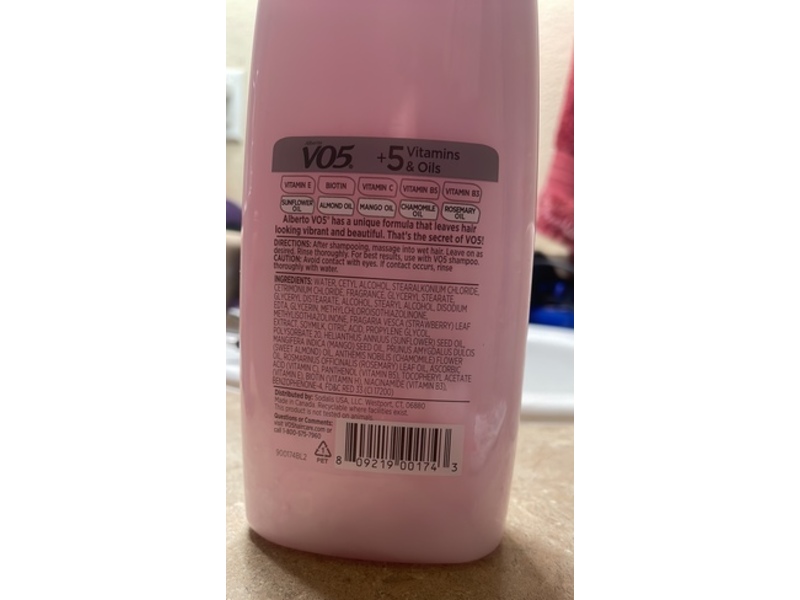 Alberto
VO5® +5 Vitamins & Oils
VITAMIN E BIOTIN VITAMIN C VITAMIN B5 VITAMIN B3
SUNFLOWER OIL ALMOND OIL MANGO OIL CHAMOMILE OIL ROSEMARY OIL
Alberto VO5® has a unique formula that leaves hair
looking vibrant and beautiful. That's the secret of VO5!
DIRECTIONS: After shampooing, massage into wet hair. Leave on as
desired. Rinse thoroughly. For best results, use with VO5 shampoo.
CAUTION: Avoid contact with eyes. If contact occurs, rinse
thoroughly with water.
INGREDIENTS: WATER, CETYL ALCOHOL, STEARALKONIUM CHLORIDE,
CETRIMONIUM CHLORIDE, FRAGRANCE, GLYCERYL STEARATE,
GLYCERYL DISTEARATE, ALCOHOL, STEARYL ALCOHOL, DISODIUM
EDTA, GLYCERIN, METHYLCHLOROISOTHIAZOLINONE,
METHYLISOTHIAZOLINONE, FRAGARIA VESCA (STRAWBERRY) LEAF
EXTRACT, SOYMILK, CITRIC ACID, PROPYLENE GLYCOL,
POLYSORBATE 20, HELIANTHUS ANNUUS (SUNFLOWER) SEED OIL,
MANGIFERA INDICA (MANGO) SEED OIL, PRUNUS AMYGDALUS DULCIS
(SWEET ALMOND) OIL, ANTHEMIS NOBILIS (CHAMOMILE) FLOWER
OIL, ROSMARINUS OFFICINALIS (ROSEMARY) LEAF OIL, ASCORBIC
ACID (VITAMIN C), PANTHENOL (VITAMIN B5), TOCOPHERYL ACETATE
(VITAMIN E), BIOTIN (VITAMIN H), NIACINAMIDE (VITAMIN B3),
BENZOPHENONE-4, FD&C RED 33 (CI 17200)
Distributed by: Sodalis USA, LLC. Westport, CT, 06880
Made in Canada. Recyclable where facilities exist.
This product is not tested on animals.
Questions or Comments?
visit VO5haircare.com or
call 1-800-575-7960
900174BL2
PET
8 09219 00174 3